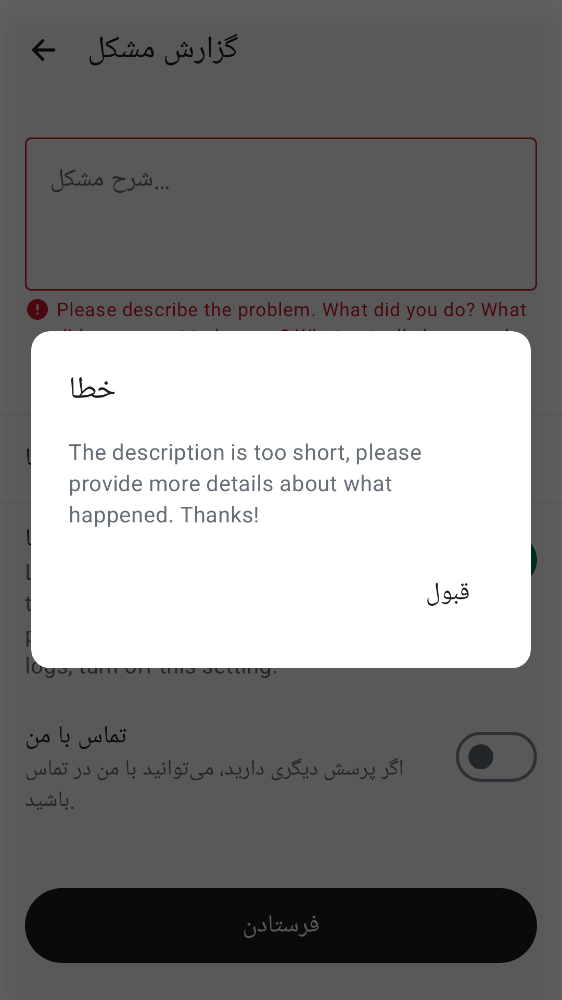 گزارش مشکل
شرح مشکل...
Please describe the problem. What did you do? What
خطا
The description is too short, please
provide more details about what
happened. Thanks!
قبول
logs, turn off this setting.
تماس با من
اگر پرسش دیگری دارید، می‌توانید با من در تماس
باشید.
فرستادن